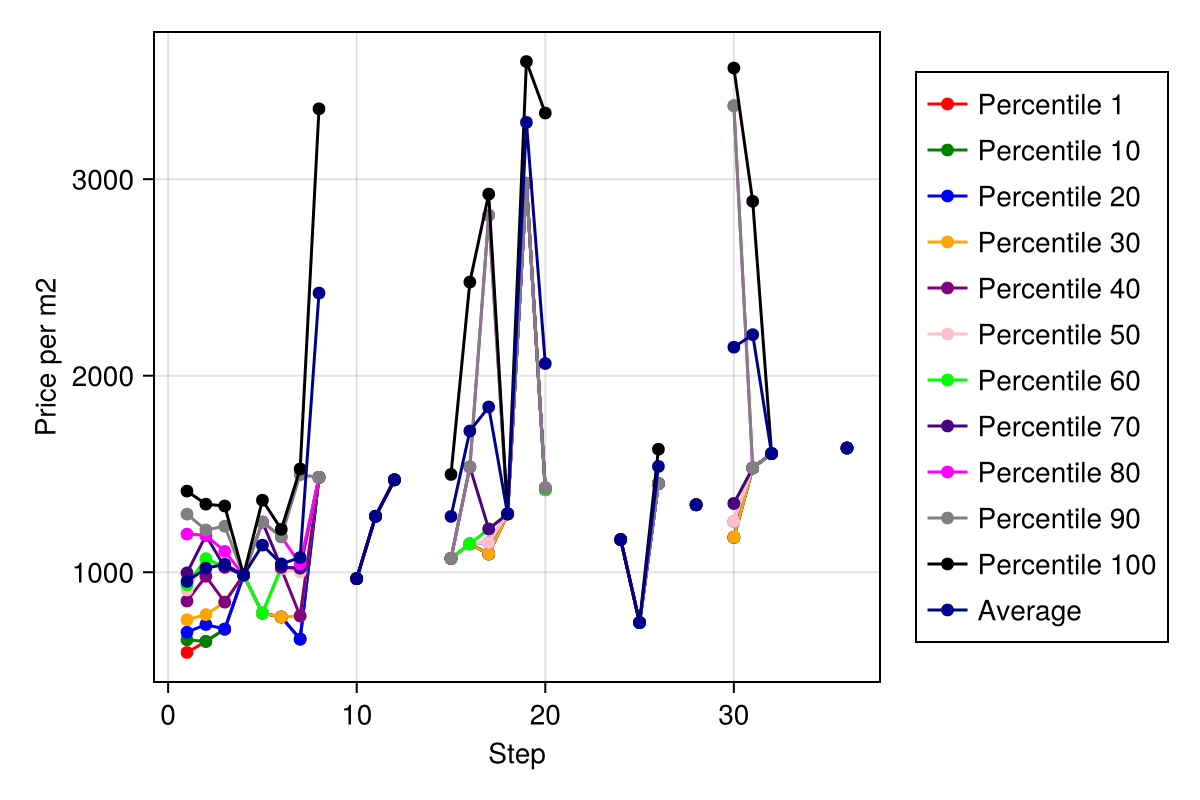 Price per m2
3000
2000
1000
0
10
20
30
Step
Percentile 1
Percentile 10
Percentile 20
Percentile 30
Percentile 40
Percentile 50
Percentile 60
Percentile 70
Percentile 80
Percentile 90
Percentile 100
Average